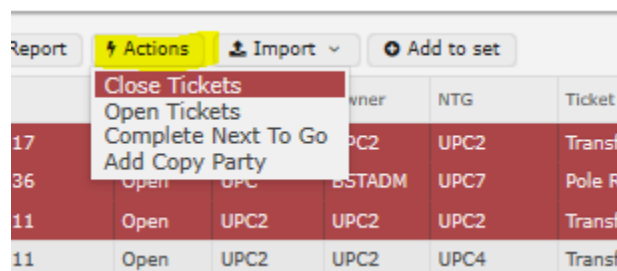 Report Actions Import Add to set
Close Tickets
Open Tickets
Complete Next To Go
Add Copy Party
NTG Ticket
17 UPC2 Transf
36 Open UPC BSTADM UPC7 Pole R
11 Open UPC2 UPC2 UPC2 Transf
11 Open UPC2 UPC2 UPC4 Transf